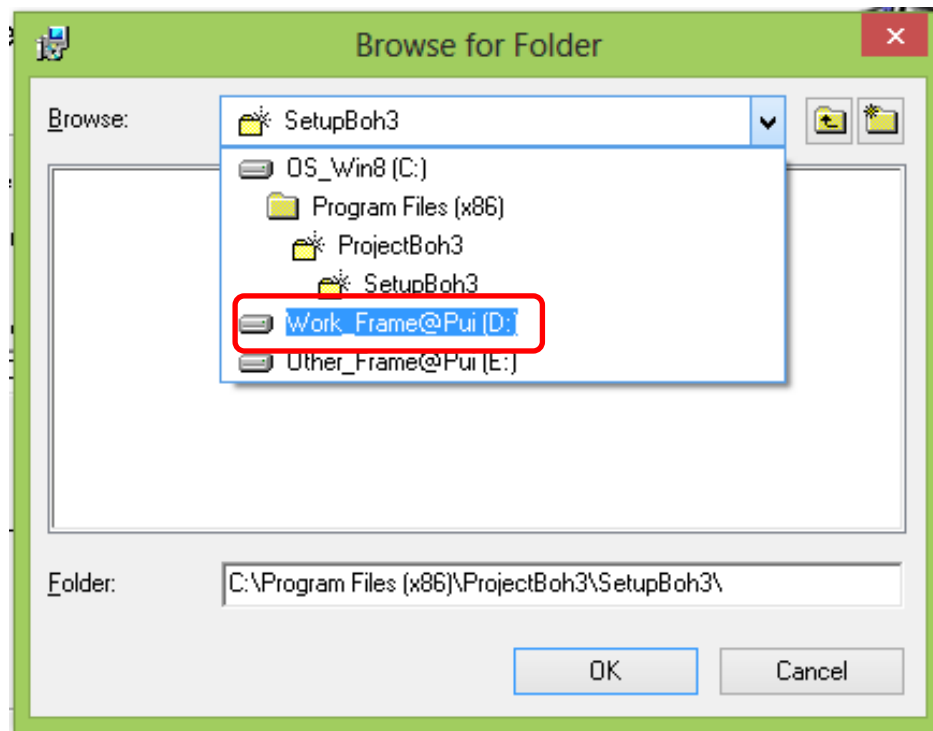 Browse for Folder
Browse: SetupBoh3
OS_Win8 (C:)
Program Files (x86)
ProjectBoh3
SetupBoh3
Work_Frame@Pui (D:)
Other_Frame@Pui (E:)
Folder: C:\Program Files (x86)\ProjectBoh3\SetupBoh3\
OK Cancel